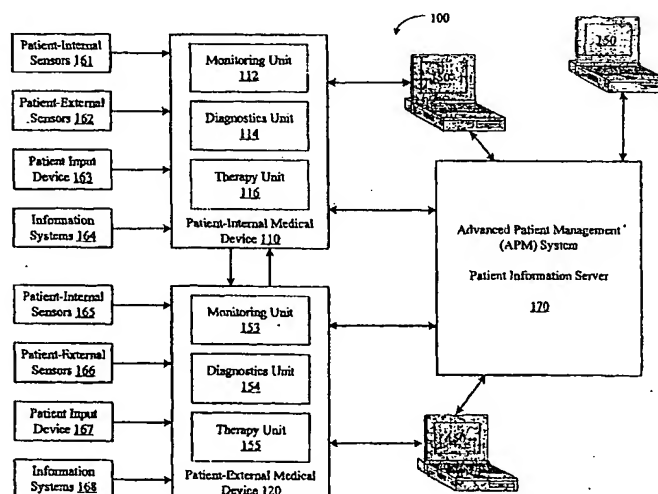 100
Patient-Internal
Sensors 161
Patient-External
Sensors 162
Patient Input
Device 163
Information
Systems 164
Monitoring Unit
112
Diagnostics Unit
114
Therapy Unit
116
Patient-Internal Medical
Device 110
150
Patient-Internal
Sensors 165
Patient-External
Sensors 166
Patient Input
Device 167
Information
Systems 168
Monitoring Unit
153
Diagnostics Unit
154
Therapy Unit
155
Patient-External Medical
Device 120
Advanced Patient Management
(APM) System
Patient Information Server
170